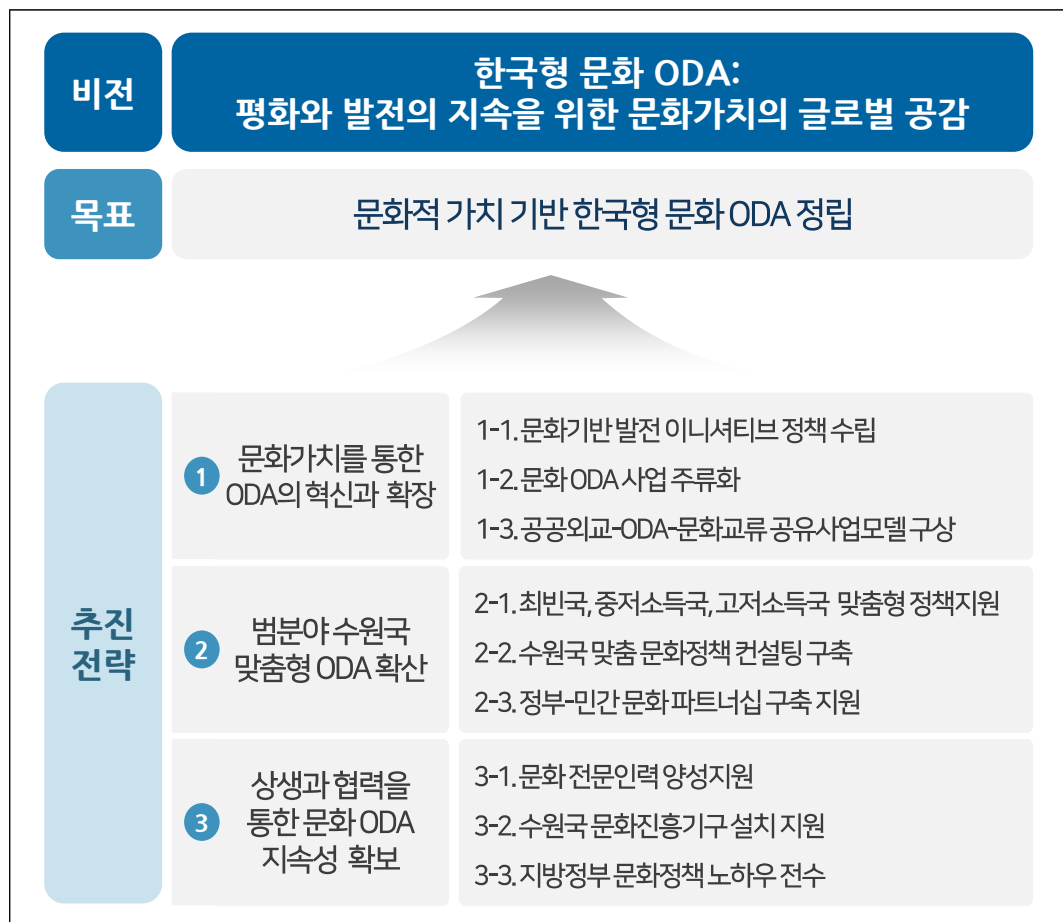 비전
한국형 문화 ODA:
평화와 발전의 지속을 위한 문화가치의 글로벌 공감
목표
문화적 가치 기반 한국형 문화 ODA 정립
추진
전략
1
문화가치를 통한
ODA의 혁신과 확장
1-1. 문화기반 발전 이니셔티브 정책 수립
1-2. 문화 ODA 사업 주류화
1-3. 공공외교-ODA-문화교류 공유사업모델 구상
2
범분야 수원국
맞춤형 ODA 확산
2-1. 최빈국, 중저소득국, 고저소득국 맞춤형 정책지원
2-2. 수원국 맞춤 문화정책 컨설팅 구축
2-3. 정부-민간 문화 파트너십 구축 지원
3
상생과 협력을
통한 문화 ODA
지속성 확보
3-1. 문화 전문인력 양성지원
3-2. 수원국 문화진흥기구 설치 지원
3-3. 지방정부 문화정책 노하우 전수